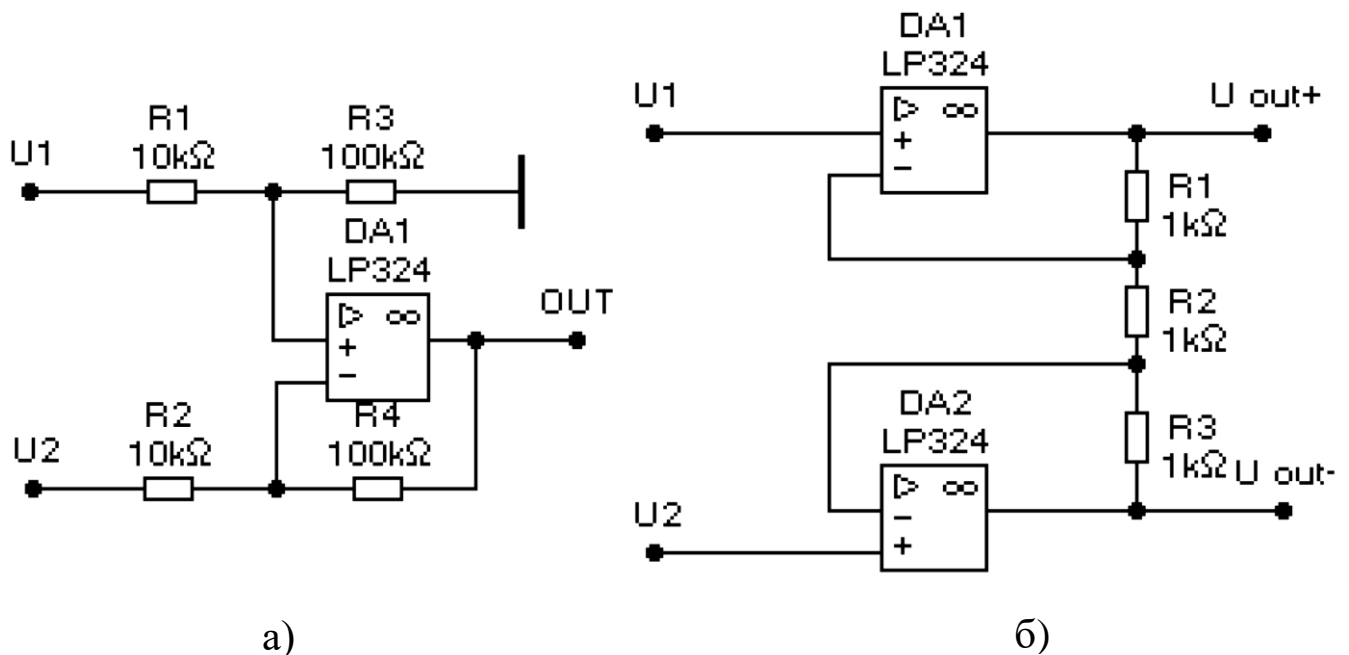 U1
R1
10kΩ
R3
100kΩ
DA1
LP324
▷ ∞
+
−
OUT
U2
R2
10kΩ
R4
100kΩ
а)
U1
DA1
LP324
▷ ∞
+
−
U out+
R1
1kΩ
R2
1kΩ
DA2
LP324
▷ ∞
−
+
R3
1kΩ
U out-
U2
б)